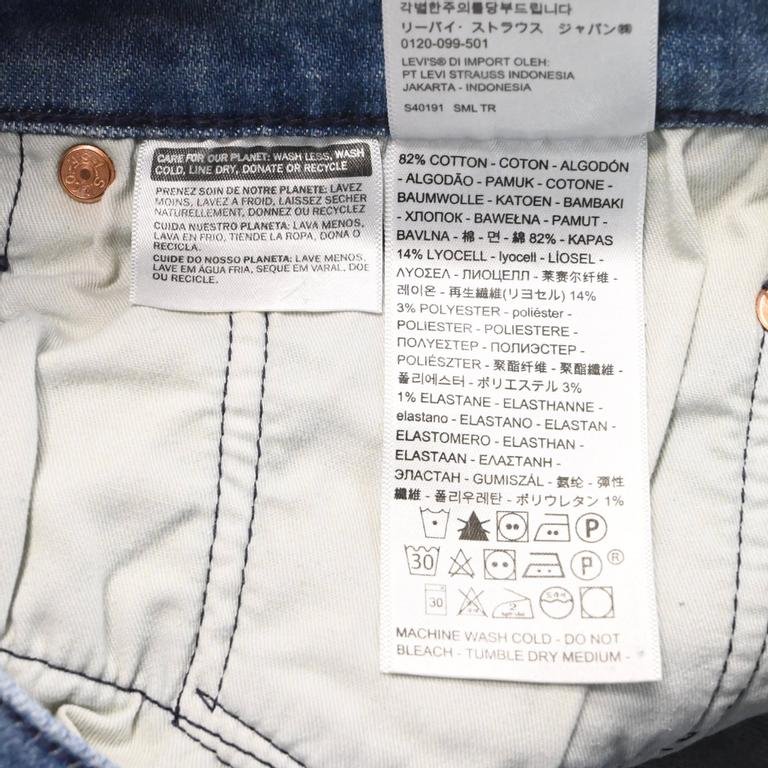 각별한주의를당부드립니다
リーバイ・ストラウス ジャパン㈱
0120-099-501
LEVI'S® DI IMPORT OLEH:
PT LEVI STRAUSS INDONESIA
JAKARTA - INDONESIA
S40191 SML TR
CARE FOR OUR PLANET: WASH LESS, WASH
COLD, LINE DRY, DONATE OR RECYCLE
PRENEZ SOIN DE NOTRE PLANETE: LAVEZ
MOINS, LAVEZ A FROID, LAISSEZ SECHER
NATURELLEMENT, DONNEZ OU RECYCLEZ
CUIDA NUESTRO PLANETA: LAVA MENOS,
LAVA EN FRIO, TIENDE LA ROPA, DONA O
RECICLA.
CUIDE DO NOSSO PLANETA: LAVE MENOS,
LAVE EM ÁGUA FRIA, SEQUE EM VARAL, DOE
OU RECICLE
82% COTTON - COTON - ALGODÓN
- ALGODÃO - PAMUK - COTONE -
BAUMWOLLE - KATOEN - BAMBAKI
- ХЛОПОК - BAWEŁNA - PAMUT -
BAVLNA - 棉 - 면 - 綿 82% - KAPAS
14% LYOCELL - lyocell - LİOSEL -
ΛΥΟΣΕΛ - ЛИОЦЕЛЛ - 莱赛尔纤维 -
레이온 - 再生繊維(リヨセル) 14%
3% POLYESTER - poliéster -
POLIESTER - POLIESTERE -
ΠΟΛΥΕΣΤΕΡ - ПОЛИЭСТЕР -
POLIÉSZTER - 聚酯纖維 - 聚酯纤维 -
폴리에스터 - ポリエステル 3%
1% ELASTANE - ELASTHANNE -
elastano - ELASTANO - ELASTAN -
ELASTOMERO - ELASTHAN -
ELASTAAN - ΕΛΑΣΤΑΝΗ -
ЭЛАСТАН - GUMISZÁL - 氨纶 - 彈性
纖維 - 폴리우레탄 - ポリウレタン 1%
P
30 P ®
30
MACHINE WASH COLD - DO NOT
BLEACH - TUMBLE DRY MEDIUM -